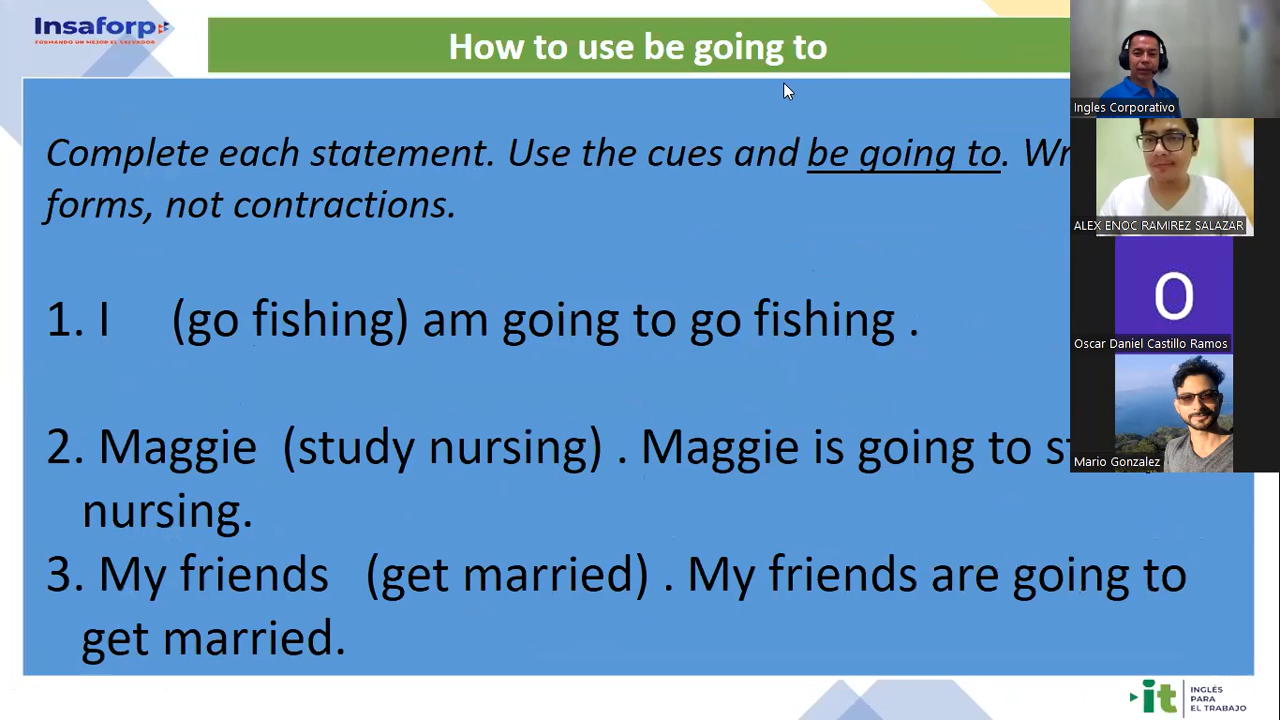 Insaforp
FORMANDO UN MEJOR EL SALVADOR
How to use be going to
Complete each statement. Use the cues and be going to.
forms, not contractions.
1. I (go fishing) am going to go fishing .
2. Maggie (study nursing) . Maggie is going to
nursing.
3. My friends (get married) . My friends are going to
get married.
Ingles Corporativo
ALEX ENOC RAMIREZ SALAZAR
O
Oscar Daniel Castillo Ramos
Mario Gonzalez
it
INGLÉS
PARA
EL TRABAJO